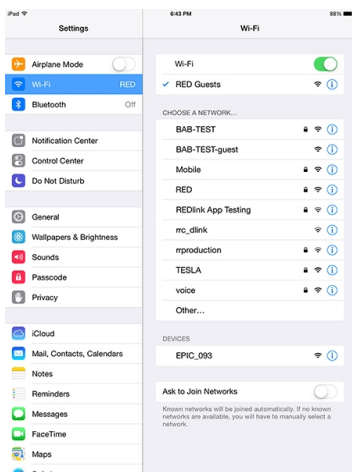 iPad
6:43 PM
88%
Settings
Wi-Fi
Airplane Mode
Wi-Fi RED
Bluetooth Off
Notification Center
Control Center
Do Not Disturb
General
Wallpapers & Brightness
Sounds
Passcode
Privacy
iCloud
Mail, Contacts, Calendars
Notes
Reminders
Messages
FaceTime
Maps
Wi-Fi
RED Guests
CHOOSE A NETWORK...
BAB-TEST
BAB-TEST-guest
Mobile
RED
REDlink App Testing
rrc_dlink
rrproduction
TESLA
voice
Other...
DEVICES
EPIC_093
Ask to Join Networks
Known networks will be joined automatically. If no known
networks are available, you will have to manually select a
network.